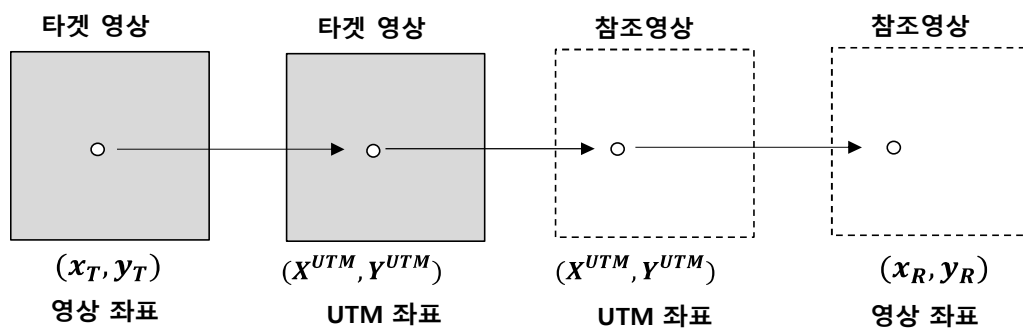 타겟 영상
타겟 영상
참조영상
참조영상
(x_T, y_T)
(X^{UTM}, Y^{UTM})
(X^{UTM}, Y^{UTM})
(x_R, y_R)
영상 좌표
UTM 좌표
UTM 좌표
영상 좌표